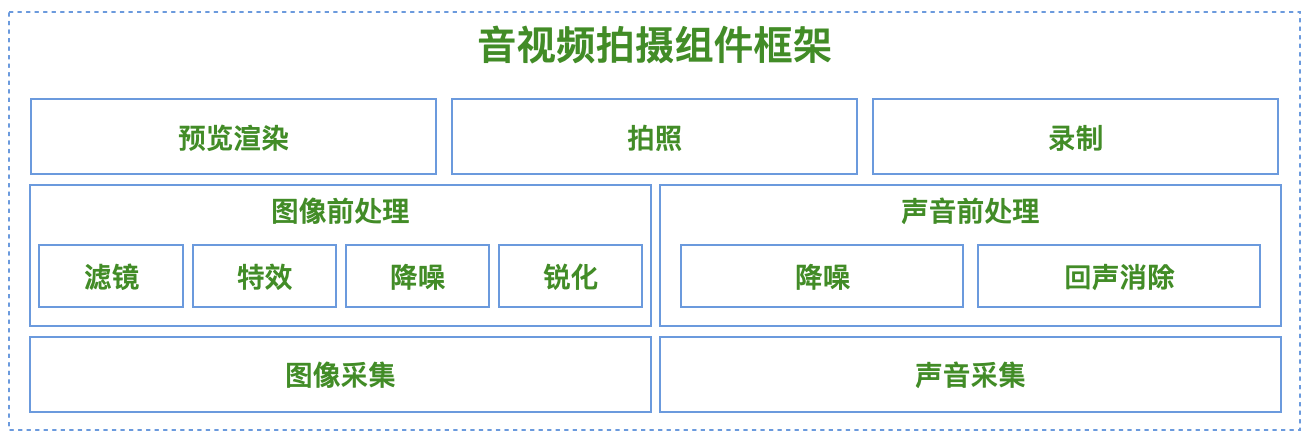 音视频拍摄组件框架
预览渲染
拍照
录制
图像前处理
声音前处理
滤镜
特效
降噪
锐化
降噪
回声消除
图像采集
声音采集